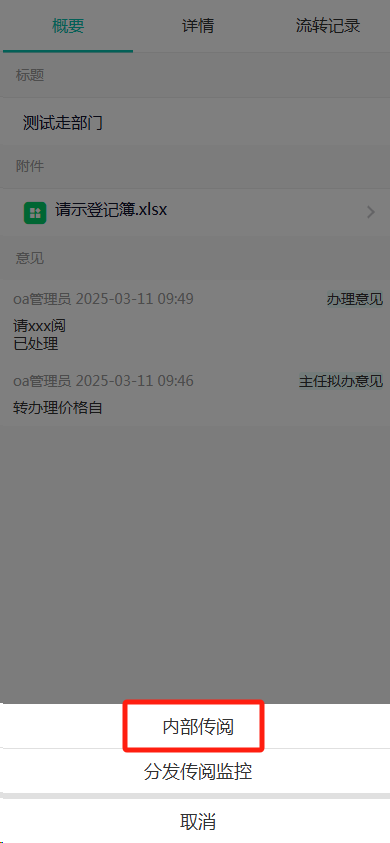 概要 详情 流转记录
标题
测试走部门
附件
请示登记簿.xlsx
意见
oa管理员 2025-03-11 09:49 办理意见
请xxx阅
已处理
oa管理员 2025-03-11 09:46 主任拟办意见
转办理价格自
内部传阅
分发传阅监控
取消